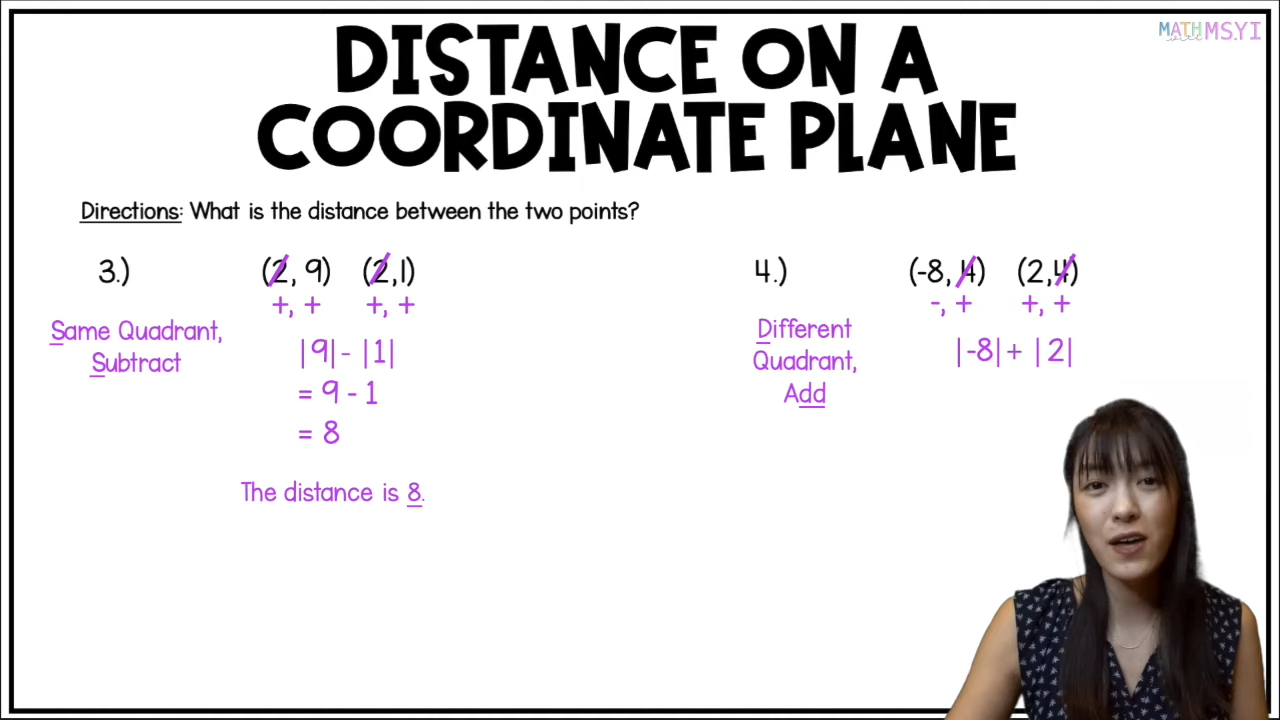 MATHMS.YI
DISTANCE ON A
COORDINATE PLANE
Directions: What is the distance between the two points?
3.)
(2, 9) (2,1)
+, + +, +
Same Quadrant,
Subtract
|9| - |1|
= 9 - 1
= 8
The distance is 8.
4.)
(-8, 4) (2,4)
-, + +, +
Different
Quadrant,
Add
|-8| + |2|